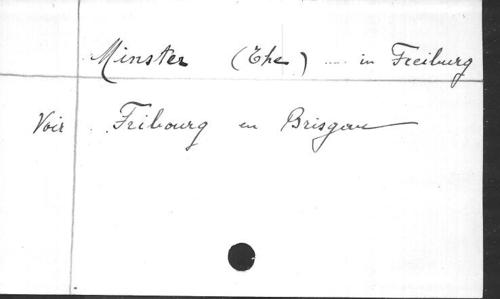 Minster (The) ..... in Freiburg
Voir Fribourg en Brisgau